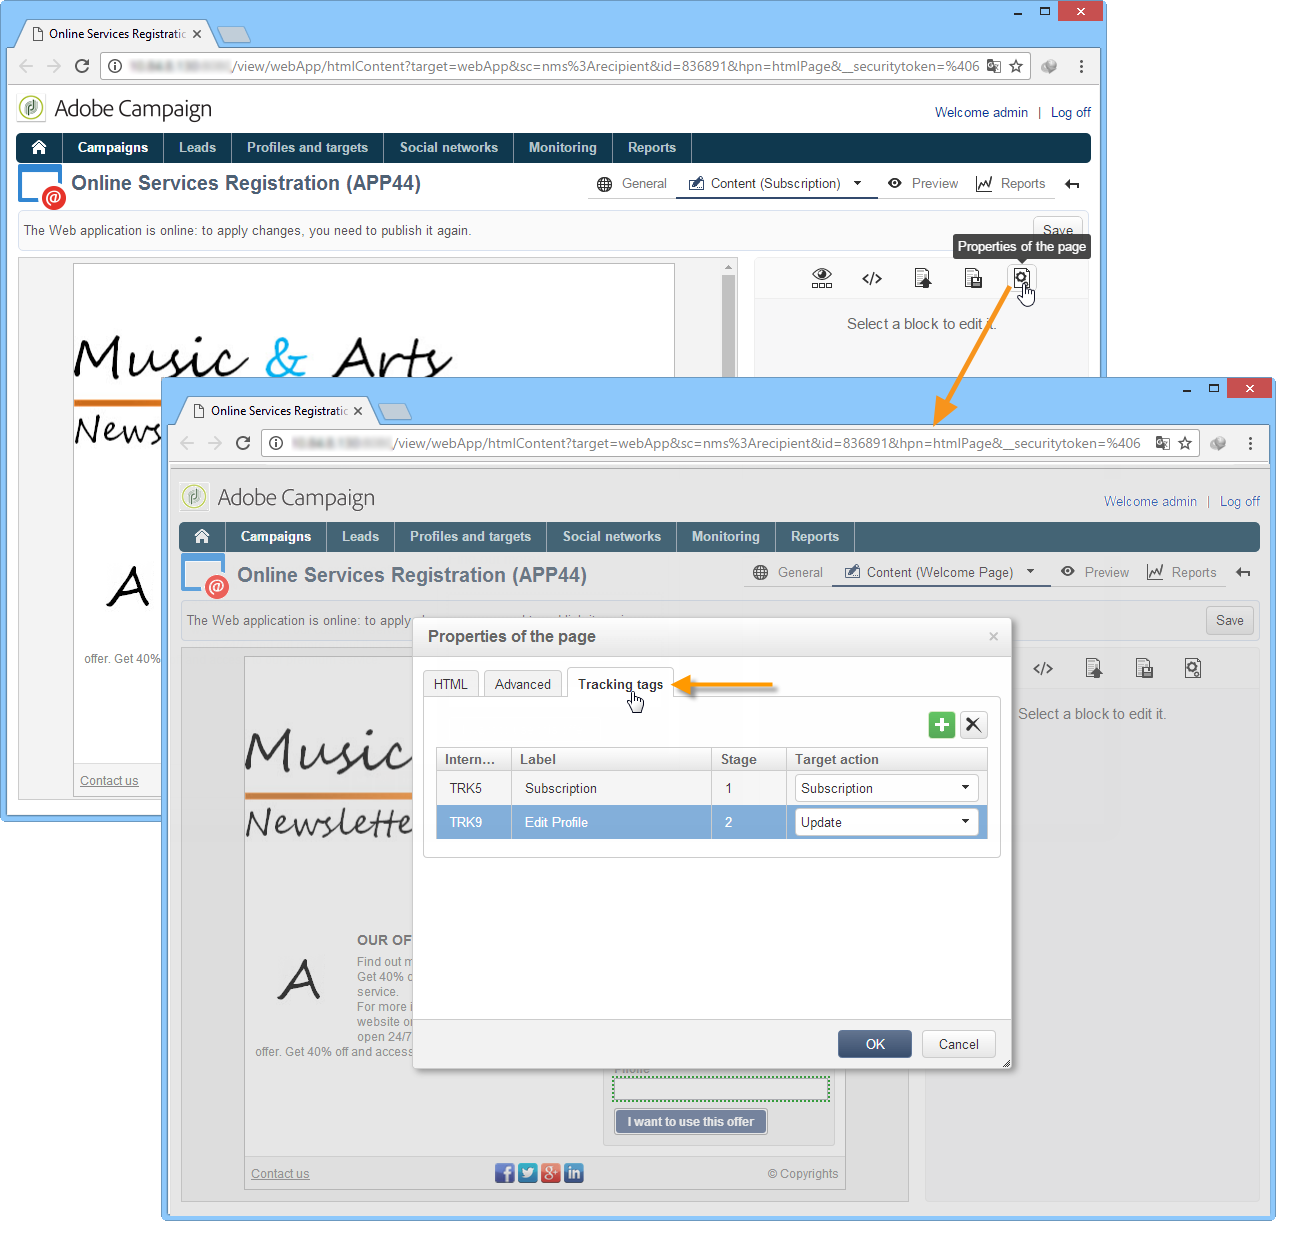 Online Services Registratic
/view/webApp/htmlContent?target=webApp&sc=nms%3Arecipient&id=836891&hpn=htmlPage&__securitytoken=%406
Adobe Campaign
Welcome admin | Log off
Campaigns Leads Profiles and targets Social networks Monitoring Reports
@ Online Services Registration (APP44) General Content (Subscription) Preview Reports
The Web application is online: to apply changes, you need to publish it again.
Save
Properties of the page
Select a block to edit it.
Music & Arts
Newsl
A
offer. Get 40%
Contact us
Online Services Registratic
/view/webApp/htmlContent?target=webApp&sc=nms%3Arecipient&id=836891&hpn=htmlPage&__securitytoken=%406
Adobe Campaign
Welcome admin | Log off
Campaigns Leads Profiles and targets Social networks Monitoring Reports
@ Online Services Registration (APP44) General Content (Welcome Page) Preview Reports
The Web application is online: to apply
Save
Select a block to edit it.
Properties of the page
HTML Advanced Tracking tags
Intern... Label Stage Target action
TRK5 Subscription 1 Subscription
TRK9 Edit Profile 2 Update
OK Cancel
Music
Newslette
A
OUR OF
Find out m
Get 40% o
service.
For more i
website or
open 24/7
offer. Get 40% off and access
Phone
I want to use this offer
Contact us
f g+ in
© Copyrights